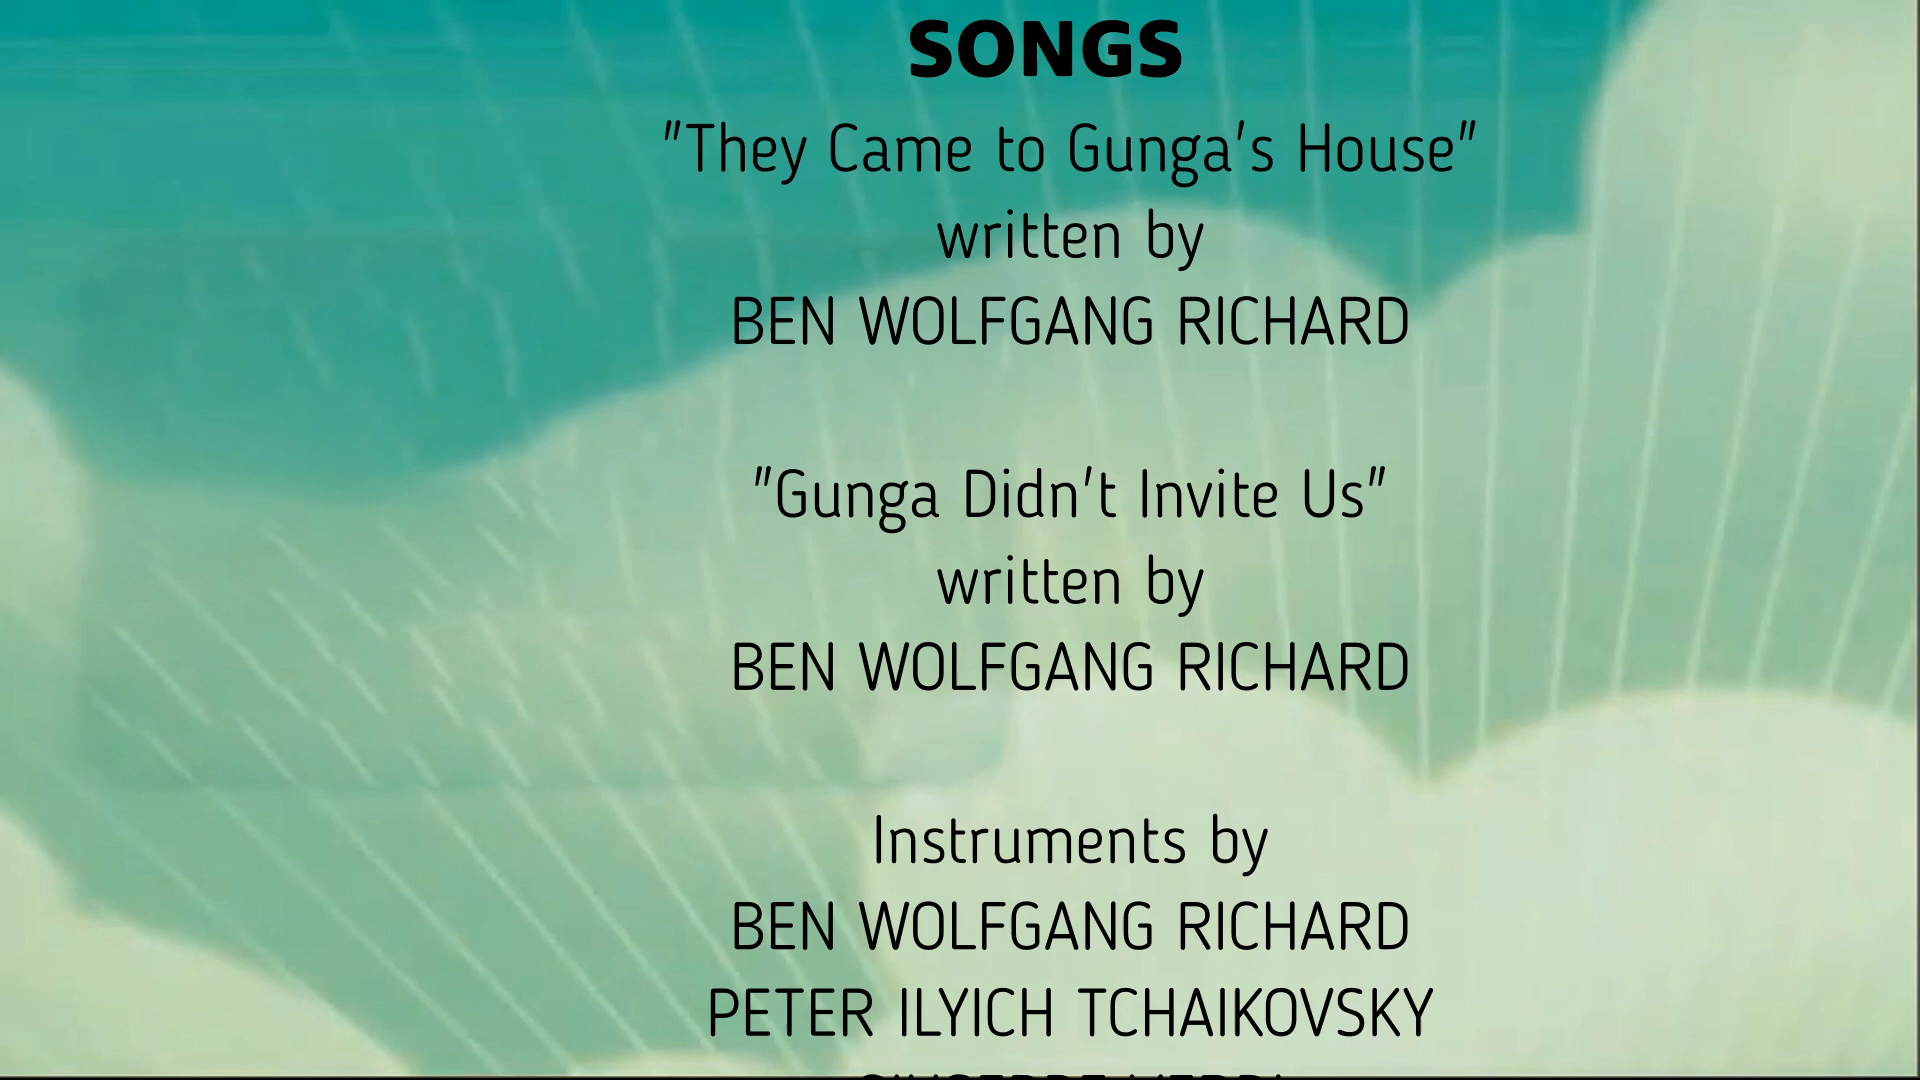 SONGS
"They Came to Gunga's House"
written by
BEN WOLFGANG RICHARD
"Gunga Didn't Invite Us"
written by
BEN WOLFGANG RICHARD
Instruments by
BEN WOLFGANG RICHARD
PETER ILYICH TCHAIKOVSKY